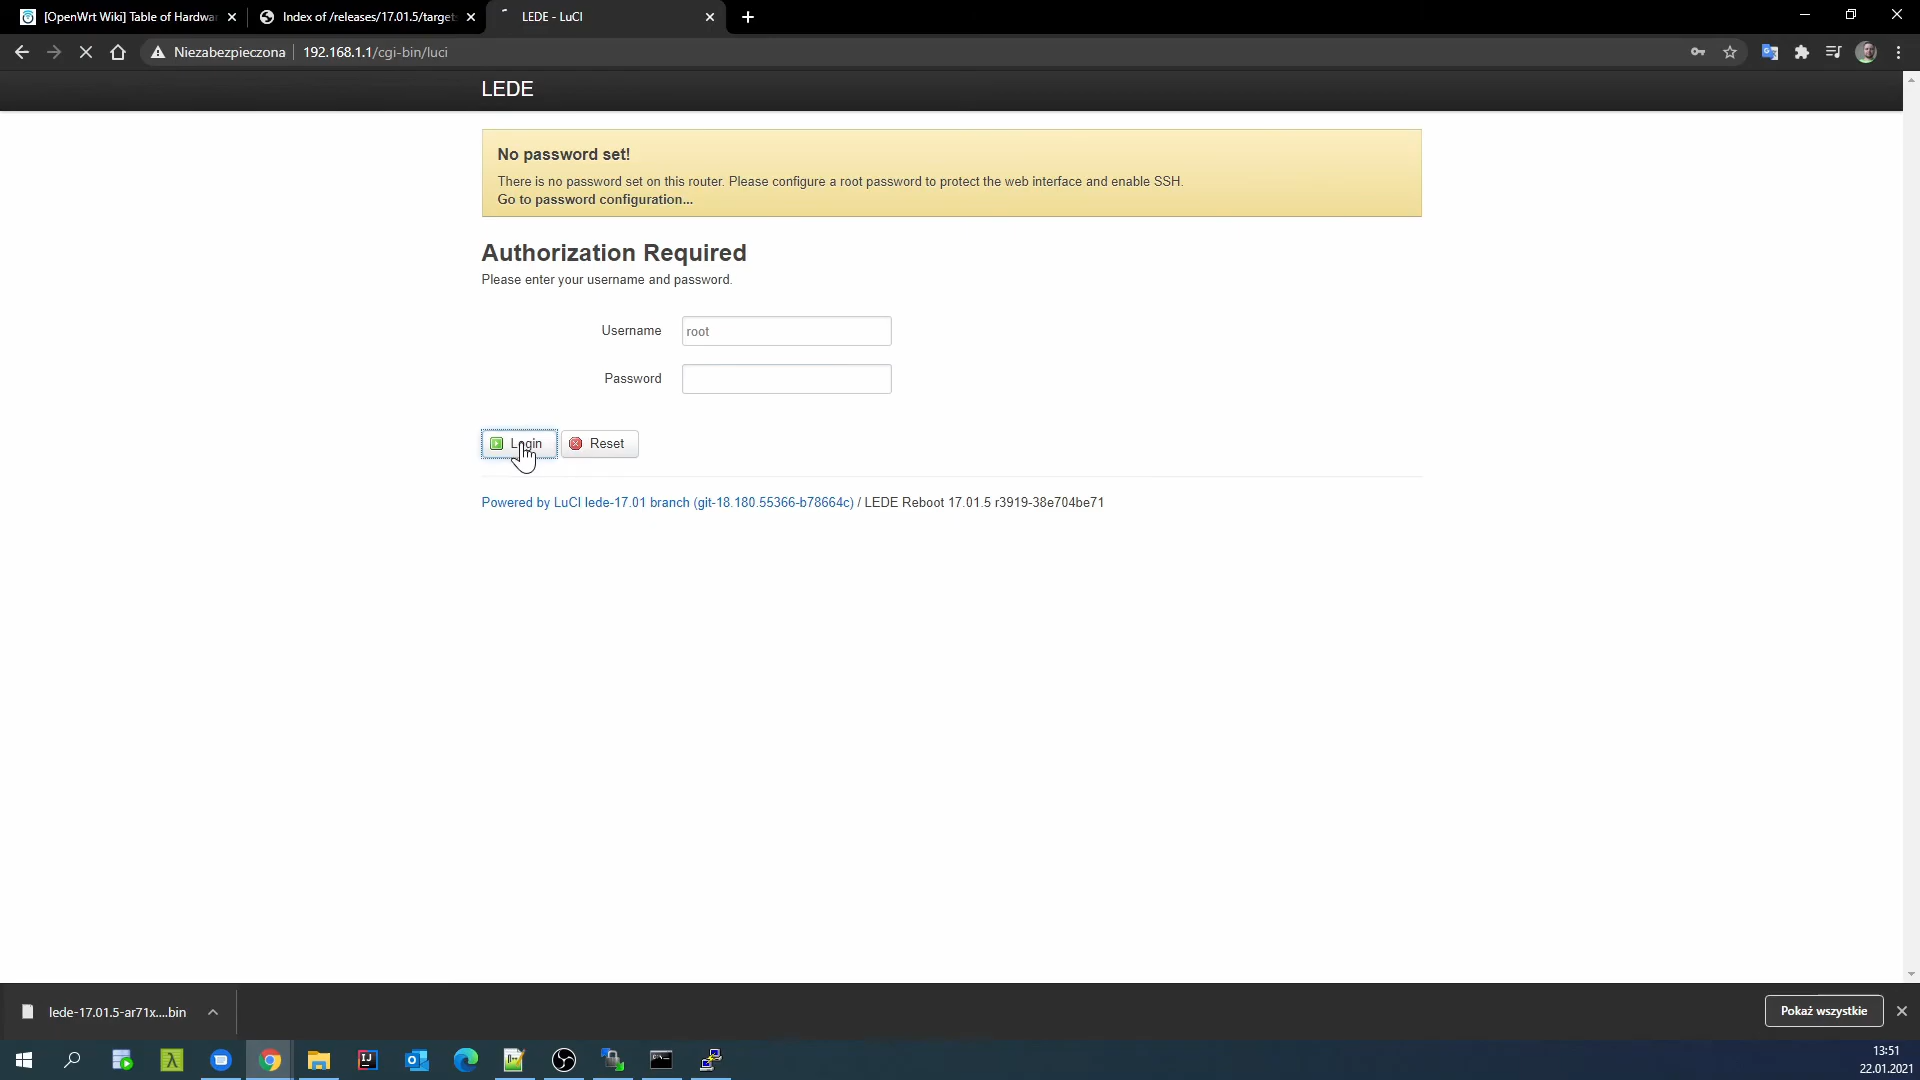 [OpenWrt Wiki] Table of Hardwar
Index of /releases/17.01.5/target
LEDE - LuCI
Niezabezpieczona
192.168.1.1/cgi-bin/luci
LEDE
No password set!
There is no password set on this router. Please configure a root password to protect the web interface and enable SSH.
Go to password configuration...
Authorization Required
Please enter your username and password.
Username root
Password
Login Reset
Powered by LuCI lede-17.01 branch (git-18.180.55366-b78664c) / LEDE Reboot 17.01.5 r3919-38e704be71
lede-17.01.5-ar71x....bin
Pokaż wszystkie
13:51
22.01.2021